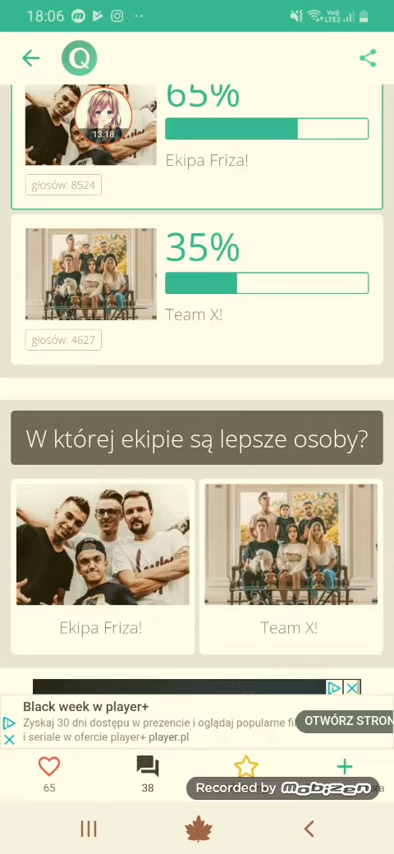 18:06
Q
65%
13:18
Ekipa Friza!
głosów: 8524
35%
Team X!
głosów: 4627
W której ekipie są lepsze osoby?
Ekipa Friza!
Team X!
Black week w player+
Zyskaj 30 dni dostępu w prezencie i oglądaj popularne
i seriale w ofercie player+ player.pl
OTWÓRZ STRON
65
38
Recorded by mobizen